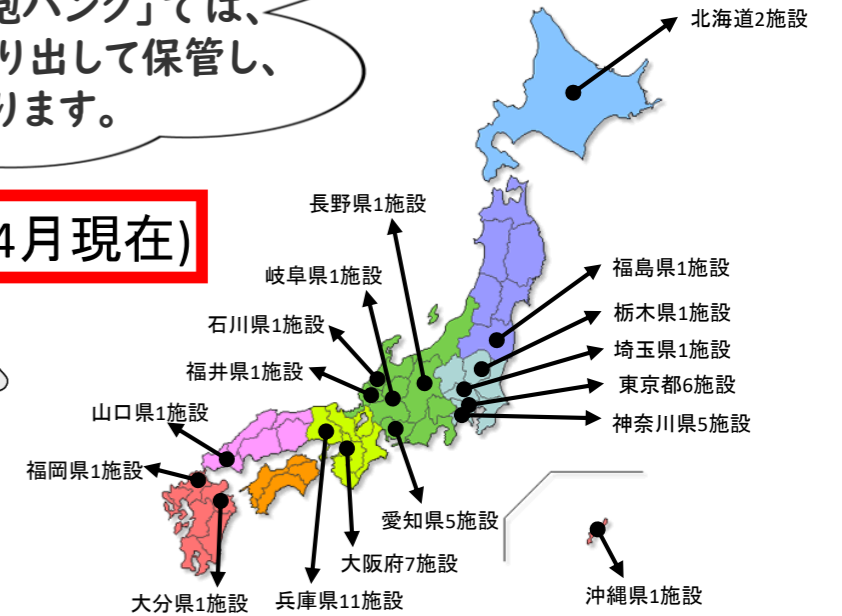 胞バンク」では、
り出して保管し、
ります。
4月現在)
北海道2施設
長野県1施設
岐阜県1施設
石川県1施設
福井県1施設
山口県1施設
福岡県1施設
大分県1施設
兵庫県11施設
大阪府7施設
愛知県5施設
福島県1施設
栃木県1施設
埼玉県1施設
東京都6施設
神奈川県5施設
沖縄県1施設